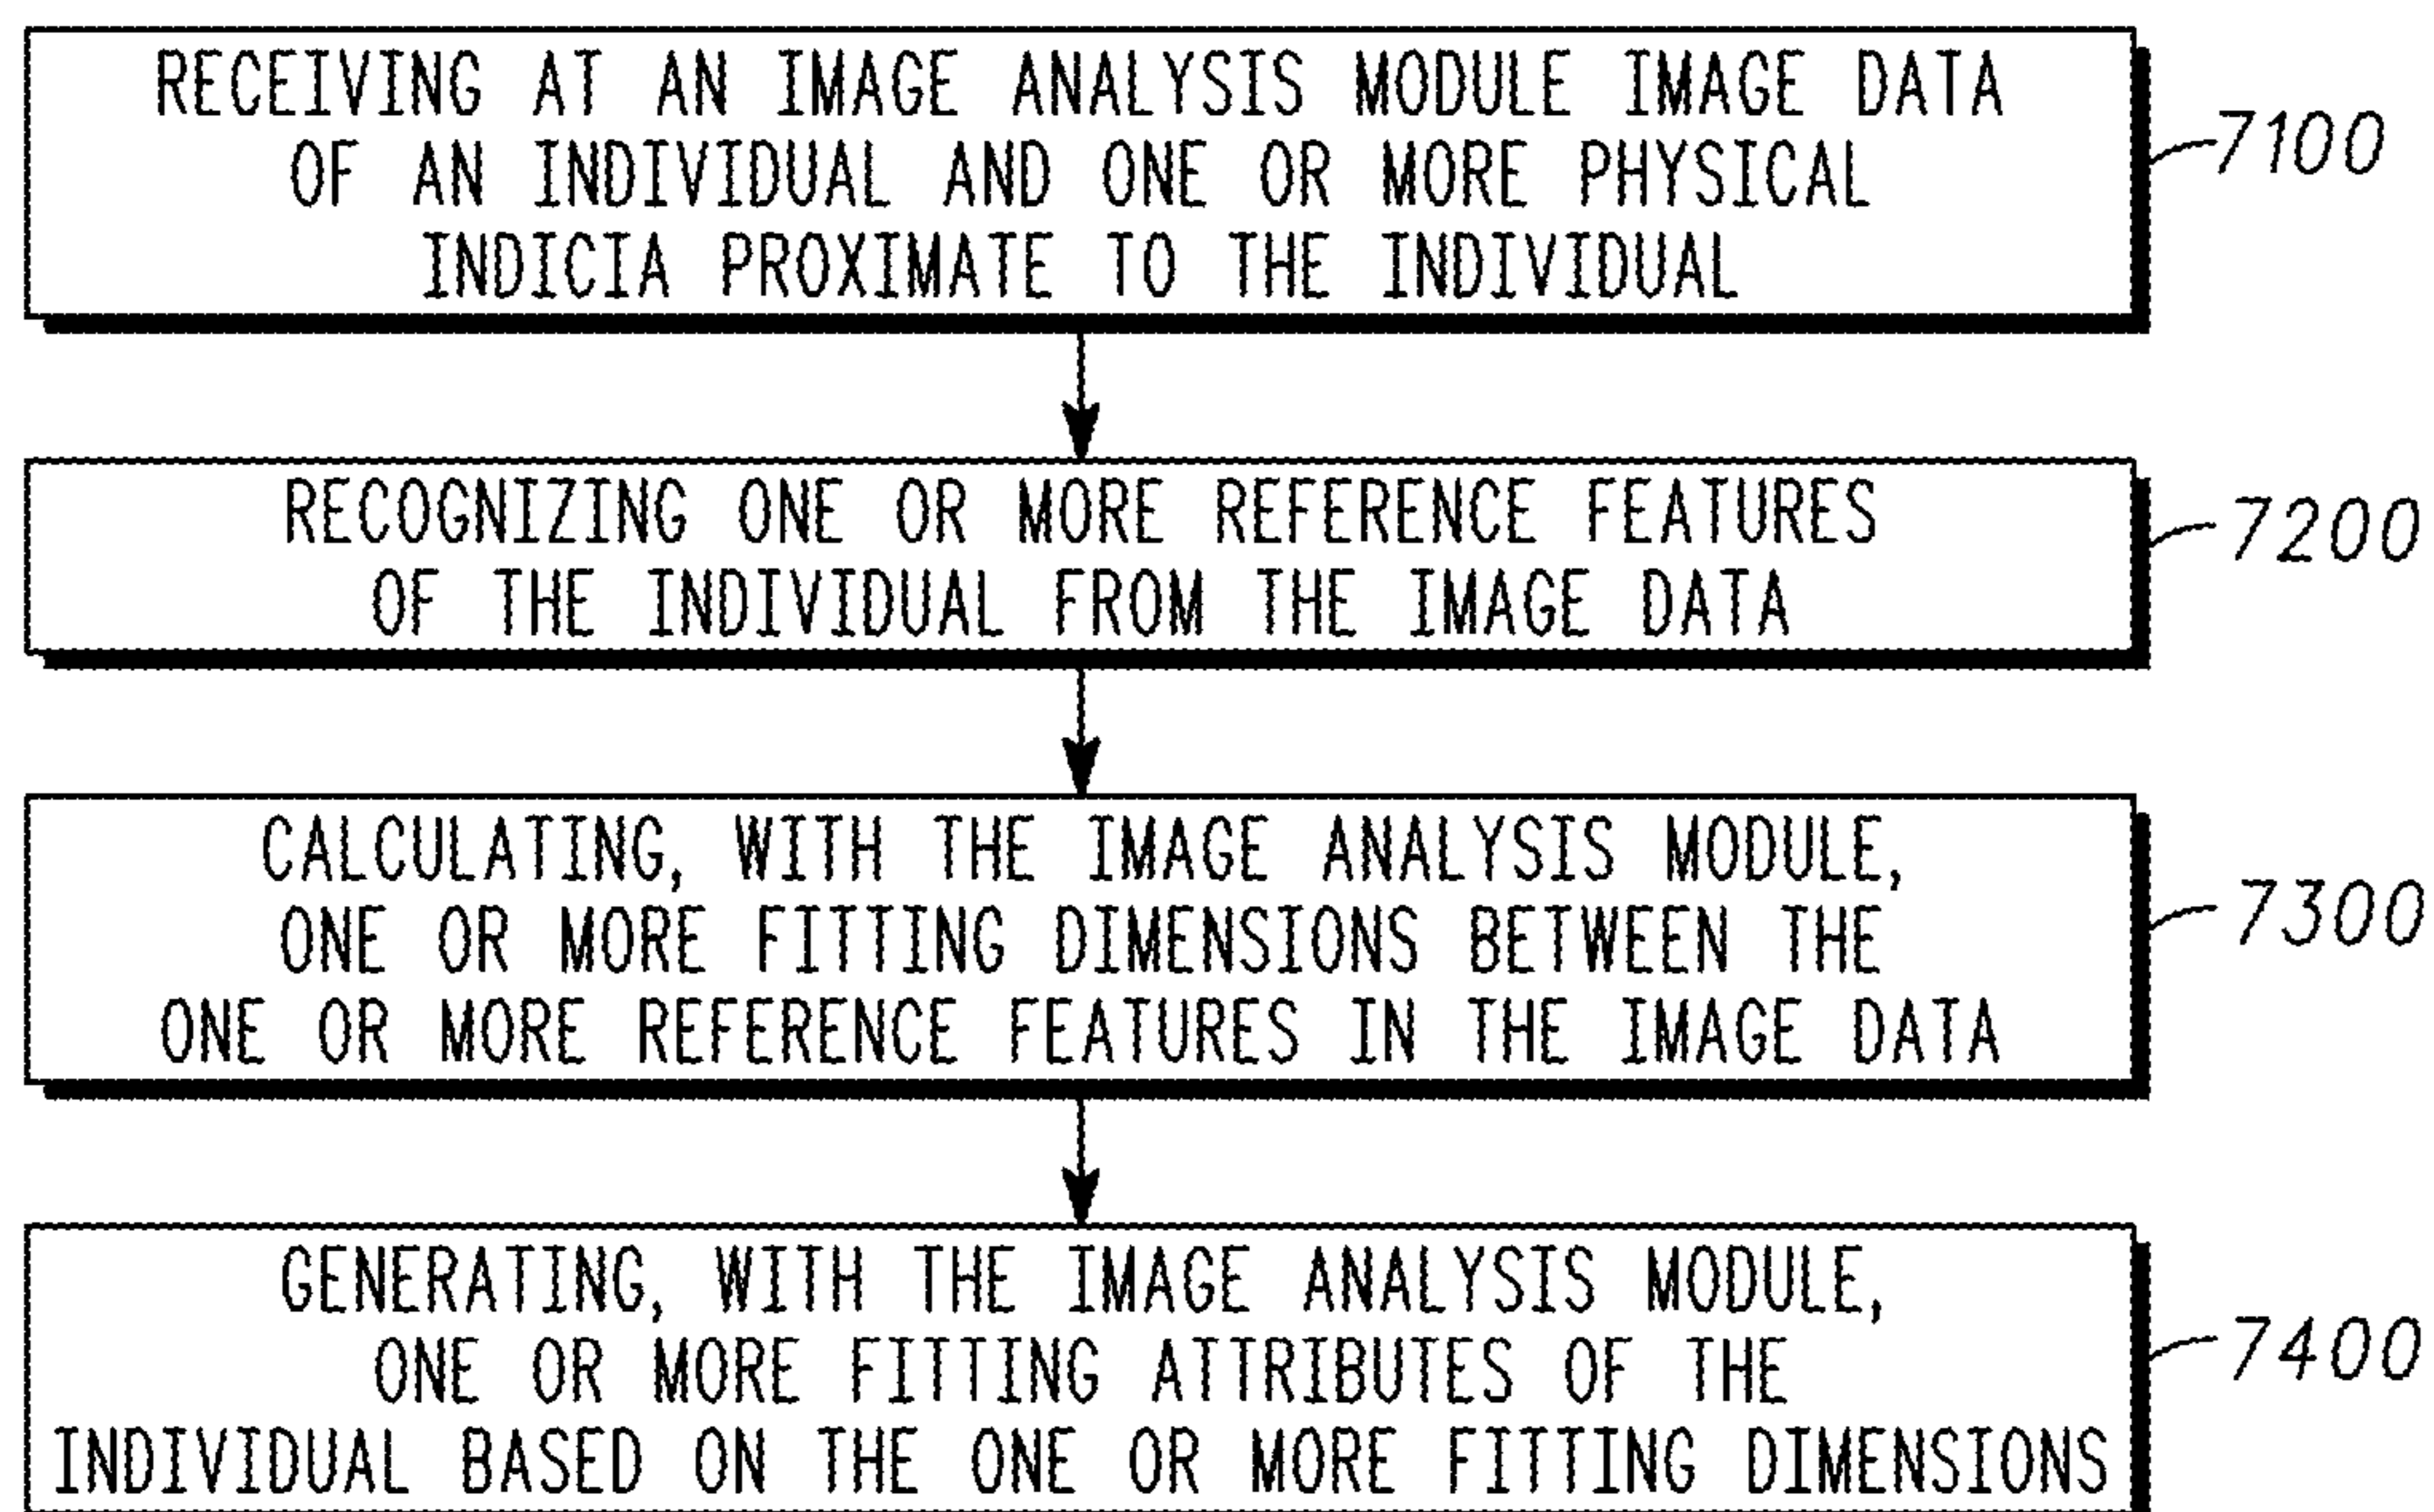 RECEIVING AT AN IMAGE ANALYSIS MODULE IMAGE DATA
OF AN INDIVIDUAL AND ONE OR MORE PHYSICAL
INDICIA PROXIMATE TO THE INDIVIDUAL
7100
RECOGNIZING ONE OR MORE REFERENCE FEATURES
OF THE INDIVIDUAL FROM THE IMAGE DATA
7200
CALCULATING, WITH THE IMAGE ANALYSIS MODULE,
ONE OR MORE FITTING DIMENSIONS BETWEEN THE
ONE OR MORE REFERENCE FEATURES IN THE IMAGE DATA
7300
GENERATING, WITH THE IMAGE ANALYSIS MODULE,
ONE OR MORE FITTING ATTRIBUTES OF THE
INDIVIDUAL BASED ON THE ONE OR MORE FITTING DIMENSIONS
7400